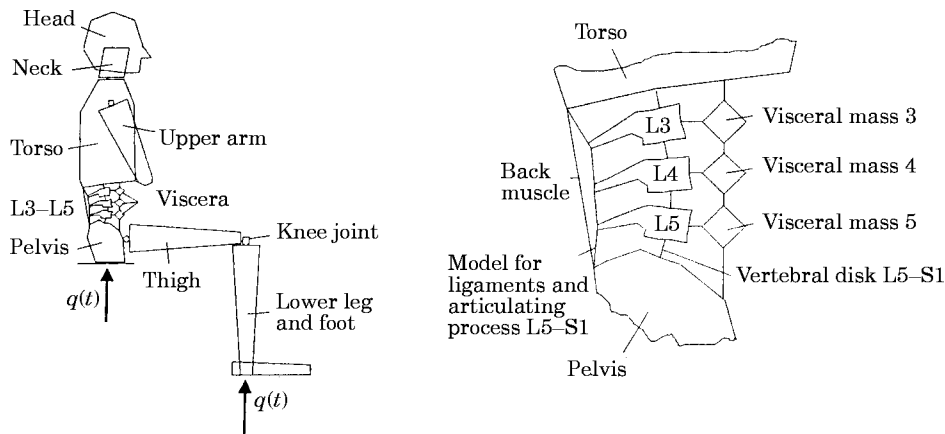 Head
Neck
Torso
Upper arm
L3–L5
Viscera
Pelvis
Knee joint
Thigh
q(t)
Lower leg
and foot
q(t)
Torso
L3
Visceral mass 3
Back
muscle
L4
Visceral mass 4
L5
Visceral mass 5
Model for
ligaments and
articulating
process L5–S1
Vertebral disk L5–S1
Pelvis